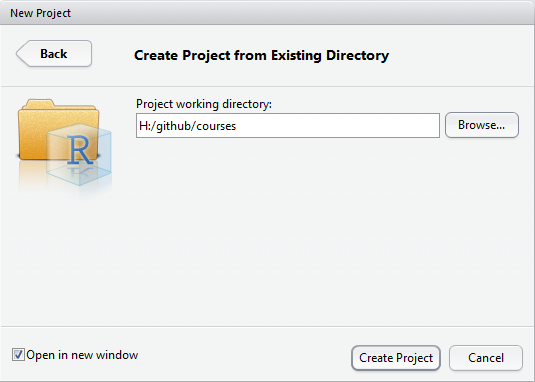 New Project
Back
Create Project from Existing Directory
Project working directory:
H:/github/courses
Browse...
R
Open in new window
Create Project
Cancel